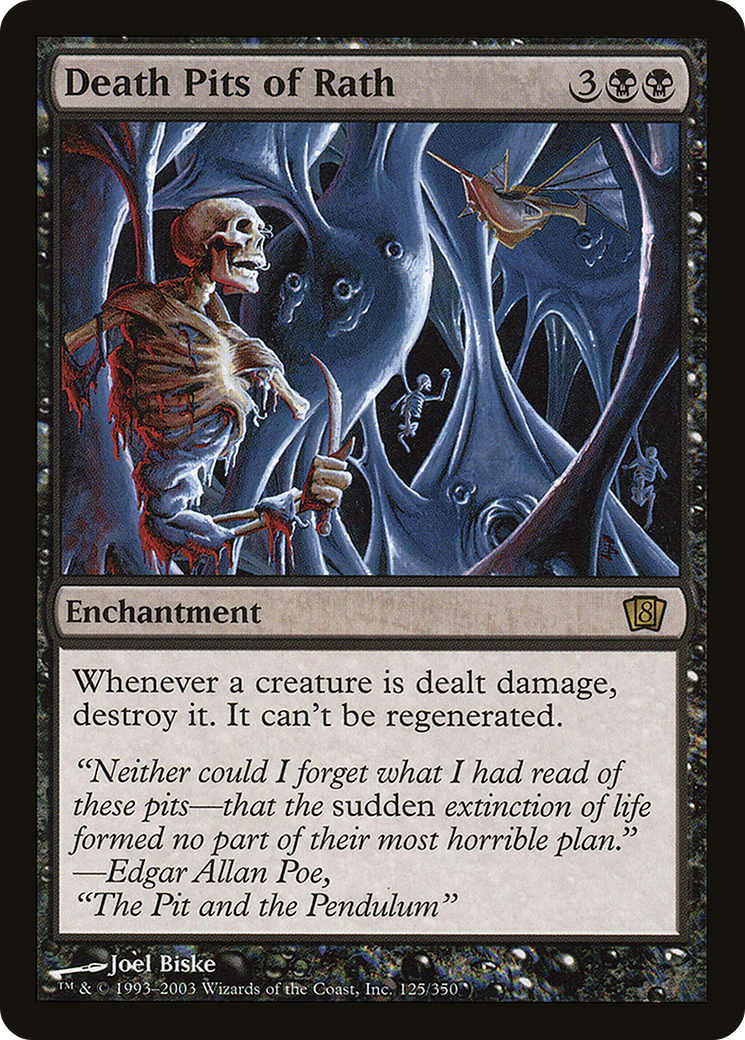 Death Pits of Rath 3
Enchantment 8
Whenever a creature is dealt damage,
destroy it. It can't be regenerated.
“Neither could I forget what I had read of
these pits—that the sudden extinction of life
formed no part of their most horrible plan.”
—Edgar Allan Poe,
“The Pit and the Pendulum”
Joel Biske
™ & © 1993–2003 Wizards of the Coast, Inc. 125/350